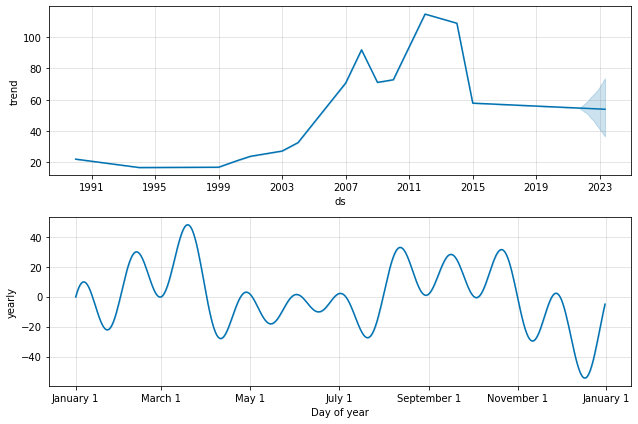 100
80
60
40
20
trend
1991 1995 1999 2003 2007 2011 2015 2019 2023
ds
40
20
0
−20
−40
yearly
January 1 March 1 May 1 July 1 September 1 November 1 January 1
Day of year